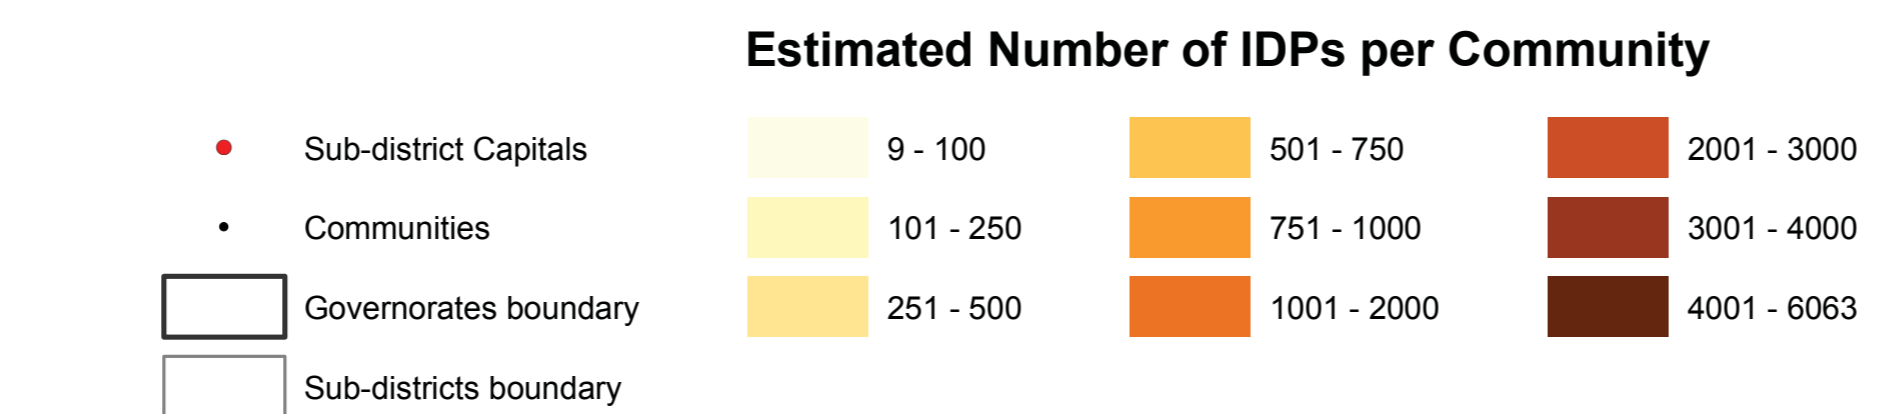 Estimated Number of IDPs per Community
Sub-district Capitals
Communities
Governorates boundary
Sub-districts boundary
9 - 100
101 - 250
251 - 500
501 - 750
751 - 1000
1001 - 2000
2001 - 3000
3001 - 4000
4001 - 6063